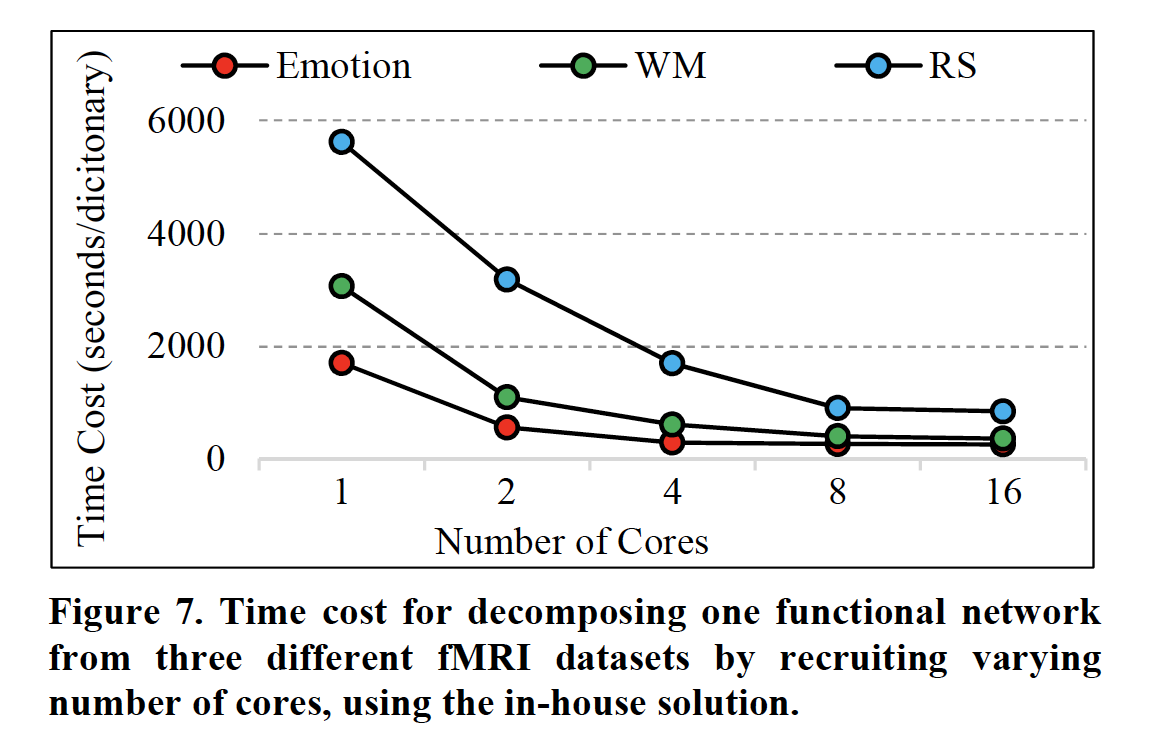 Emotion WM RS
Time Cost (seconds/dicitonary)
6000
4000
2000
0
1 2 4 8 16
Number of Cores
Figure 7. Time cost for decomposing one functional network
from three different fMRI datasets by recruiting varying
number of cores, using the in-house solution.